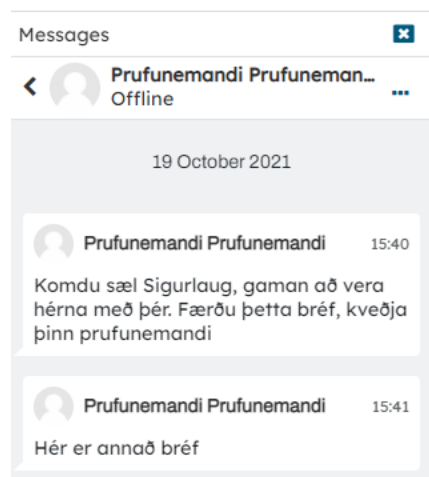 Messages
Prufunemandi Prufuneman...
Offline
19 October 2021
Prufunemandi Prufunemandi 15:40
Komdu sæl Sigurlaug, gaman að vera
hérna með þér. Færðu þetta bréf, kveðja
þinn prufunemandi
Prufunemandi Prufunemandi 15:41
Hér er annað bréf